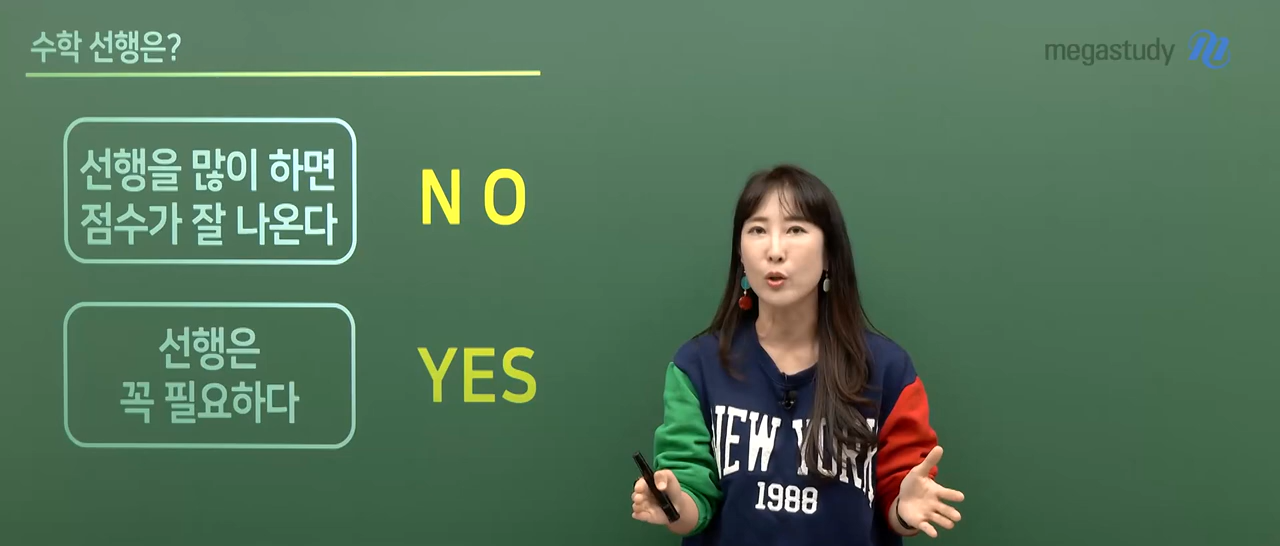 수학 선행은?
megastudy
선행을 많이 하면
점수가 잘 나온다
NO
선행은
꼭 필요하다
YES
NEW YORK
1988